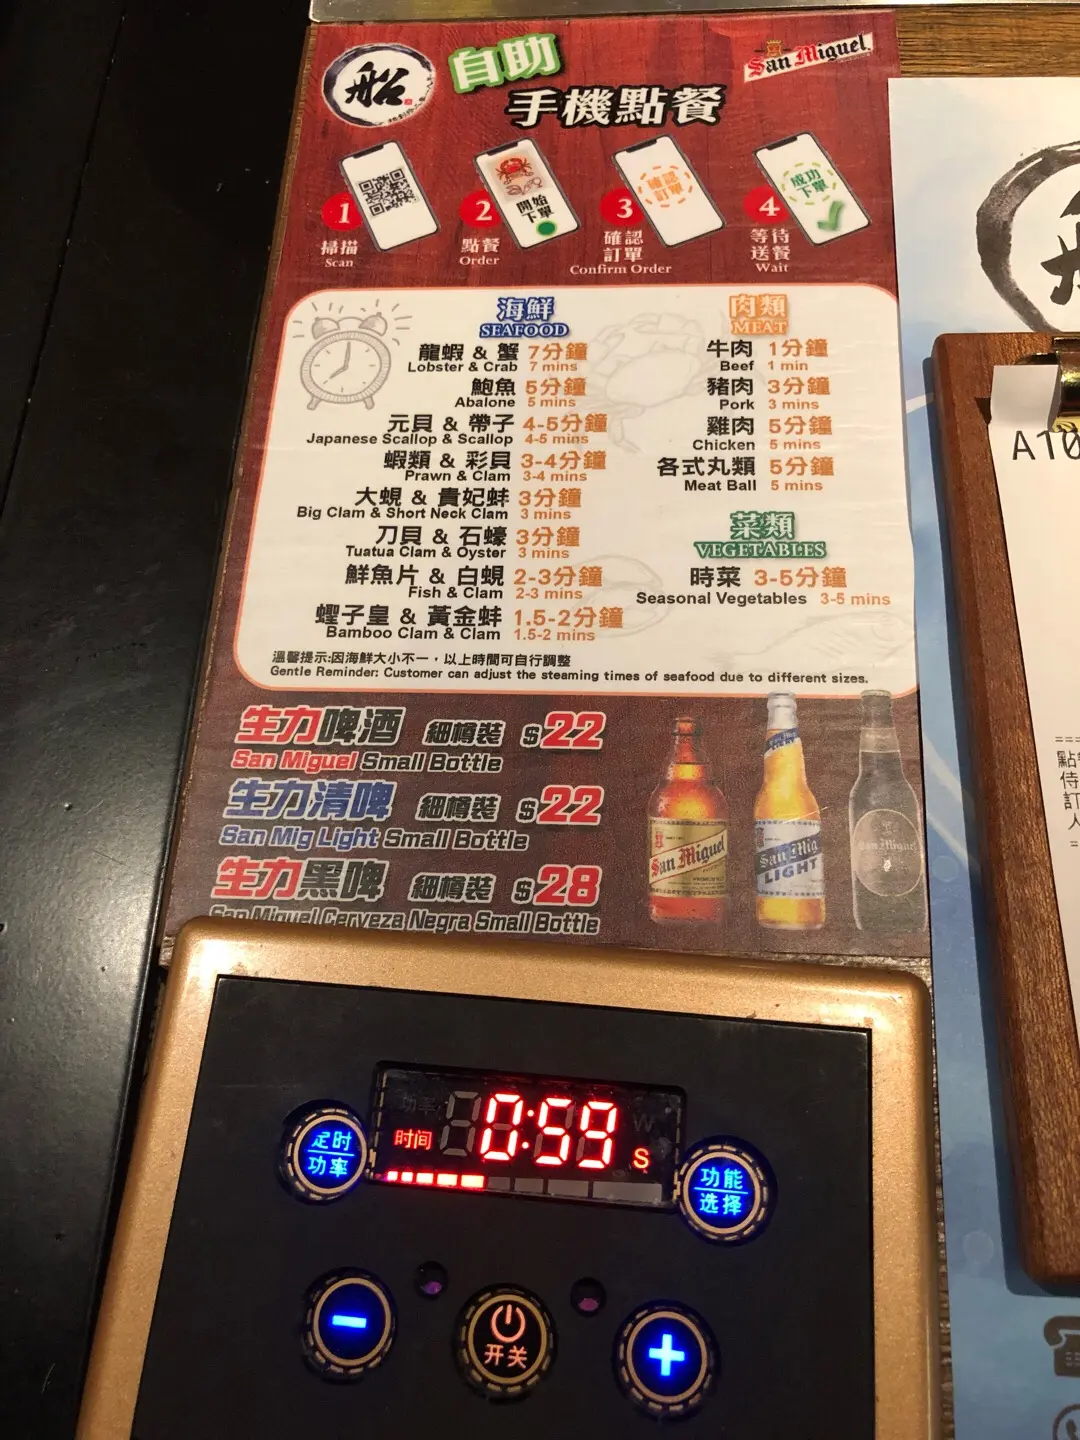 船
自助
手機點餐
San Miguel
開始
下單
確認
訂單
成功
下單
1
掃描
Scan
2
點餐
Order
3
確認
訂單
Confirm Order
4
等待
送餐
Wait
海鮮
SEAFOOD
龍蝦 & 蟹 7分鐘
Lobster & Crab 7 mins
鮑魚 5分鐘
Abalone 5 mins
元貝 & 帶子 4-5分鐘
Japanese Scallop & Scallop 4-5 mins
蝦類 & 彩貝 3-4分鐘
Prawn & Clam 3-4 mins
大蜆 & 貴妃蚌 3分鐘
Big Clam & Short Neck Clam 3 mins
刀貝 & 石蠔 3分鐘
Tuatua Clam & Oyster 3 mins
鮮魚片 & 白蜆 2-3分鐘
Fish & Clam 2-3 mins
蟶子皇 & 黃金蚌 1.5-2分鐘
Bamboo Clam & Clam 1.5-2 mins
肉類
MEAT
牛肉 1分鐘
Beef 1 min
豬肉 3分鐘
Pork 3 mins
雞肉 5分鐘
Chicken 5 mins
各式丸類 5分鐘
Meat Ball 5 mins
菜類
VEGETABLES
時菜 3-5分鐘
Seasonal Vegetables 3-5 mins
溫馨提示:因海鮮大小不一，以上時間可自行調整
Gentle Reminder: Customer can adjust the steaming times of seafood due to different sizes.
生力啤酒 細樽裝 $22
San Miguel Small Bottle
生力清啤 細樽裝 $22
San Mig Light Small Bottle
生力黑啤 細樽裝 $28
San Miguel Cerveza Negra Small Bottle
San Miguel
San Mig
LIGHT
San Miguel
A10
點
侍
訂
人
功率
时间 0:59 S
W
定时
功率
功能
选择
-
开关
+